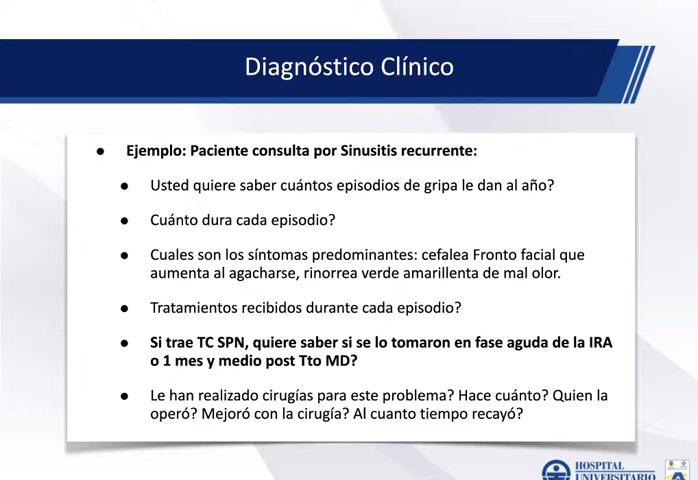 Diagnóstico Clínico
● Ejemplo: Paciente consulta por Sinusitis recurrente:
● Usted quiere saber cuántos episodios de gripa le dan al año?
● Cuánto dura cada episodio?
● Cuales son los síntomas predominantes: cefalea Fronto facial que
aumenta al agacharse, rinorrea verde amarillenta de mal olor.
● Tratamientos recibidos durante cada episodio?
● Si trae TC SPN, quiere saber si se lo tomaron en fase aguda de la IRA
o 1 mes y medio post Tto MD?
● Le han realizado cirugías para este problema? Hace cuánto? Quien la
operó? Mejoró con la cirugía? Al cuanto tiempo recayó?
HOSPITAL
UNIVERSITARIO